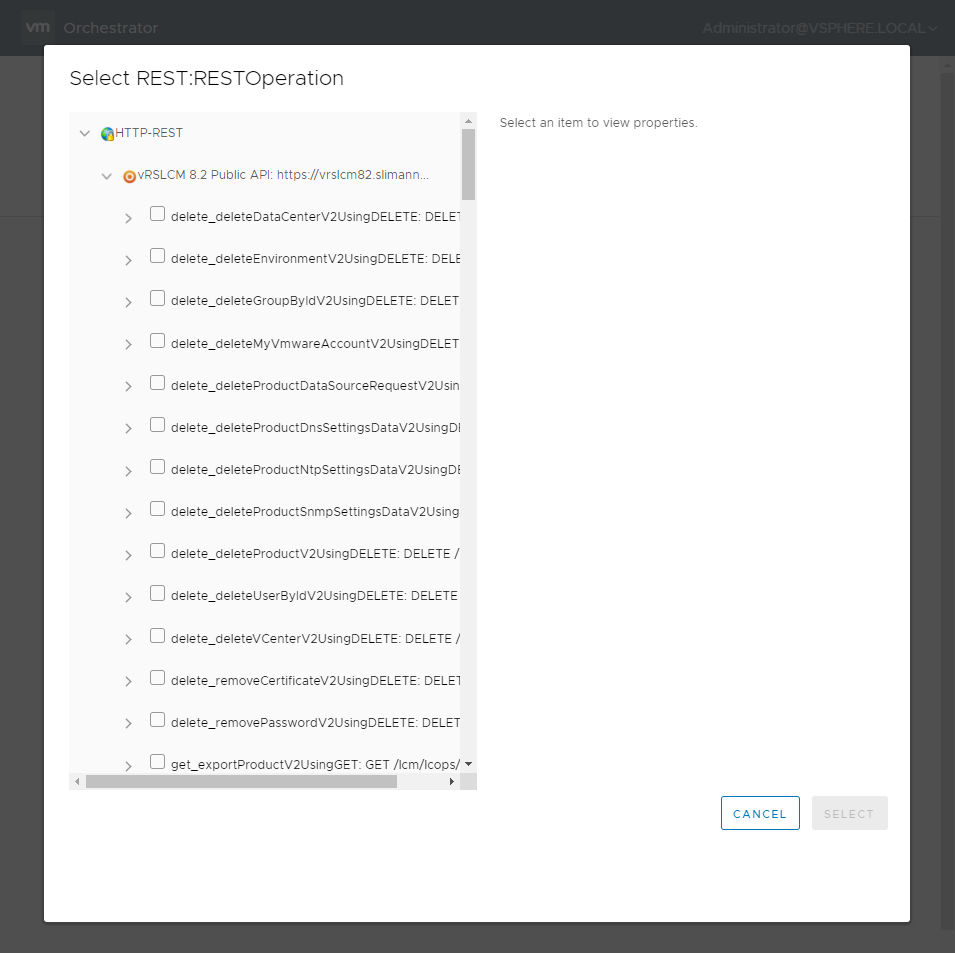 vm Orchestrator
Administrator@VSPHERE.LOCAL
Select REST:RESTOperation
HTTP-REST
Select an item to view properties.
vRSLCM 8.2 Public API: https://vrslcm82.slimann...
delete_deleteDataCenterV2UsingDELETE: DELET
delete_deleteEnvironmentV2UsingDELETE: DELE
delete_deleteGroupByIdV2UsingDELETE: DELET
delete_deleteMyVmwareAccountV2UsingDELET
delete_deleteProductDataSourceRequestV2Usin
delete_deleteProductDnsSettingsDataV2UsingDE
delete_deleteProductNtpSettingsDataV2UsingDE
delete_deleteProductSnmpSettingsDataV2Using
delete_deleteProductV2UsingDELETE: DELETE /
delete_deleteUserByIdV2UsingDELETE: DELETE
delete_deleteVCenterV2UsingDELETE: DELETE /
delete_removeCertificateV2UsingDELETE: DELET
delete_removePasswordV2UsingDELETE: DELET
get_exportProductV2UsingGET: GET /lcm/lcops/
CANCEL SELECT